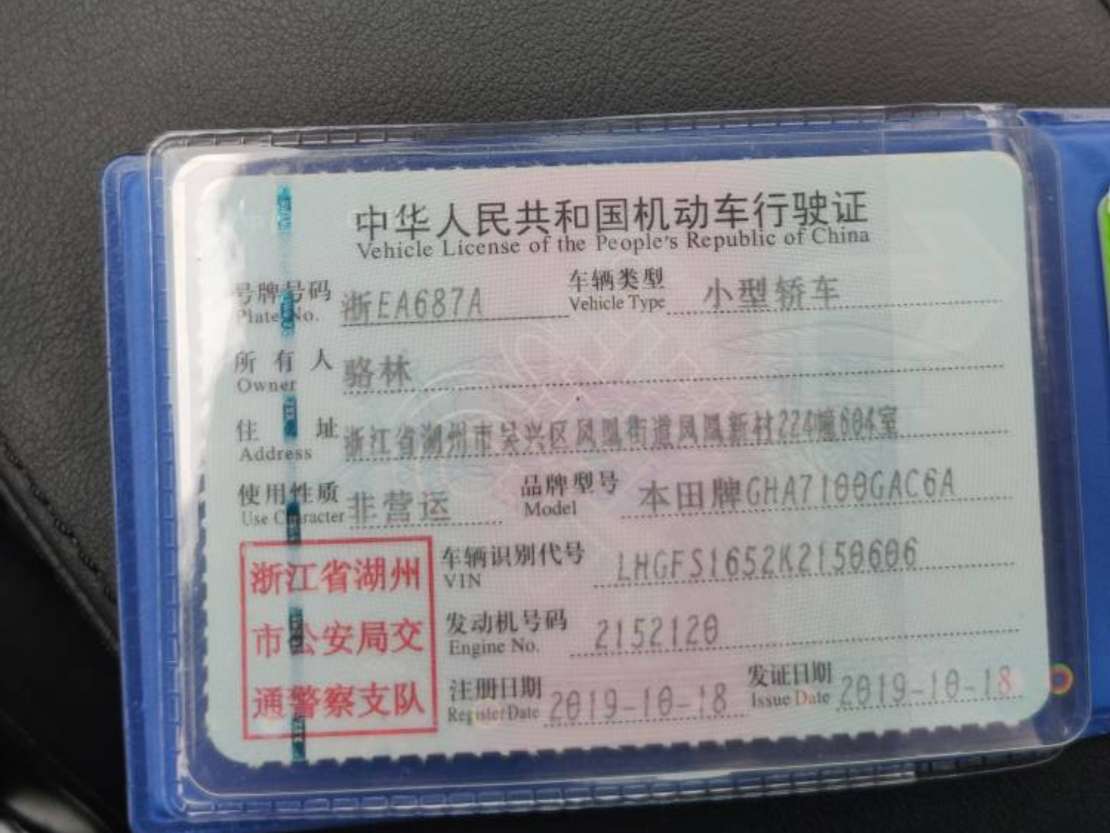 中华人民共和国机动车行驶证
Vehicle License of the People's Republic of China
号牌号码 浙EA687A 车辆类型 小型轿车
Plate No. Vehicle Type
所有人 骆林
Owner
住址 浙江省湖州市吴兴区凤凰街道凤凰新村224幢604室
Address
使用性质 非营运 品牌型号 本田牌GHA7100GAC6A
Use Character Model
车辆识别代号 LHGFS1652K2150606
VIN
发动机号码 2152120
Engine No.
注册日期 2019-10-18 发证日期 2019-10-18
Register Date Issue Date
浙江省湖州
市公安局交
通警察支队